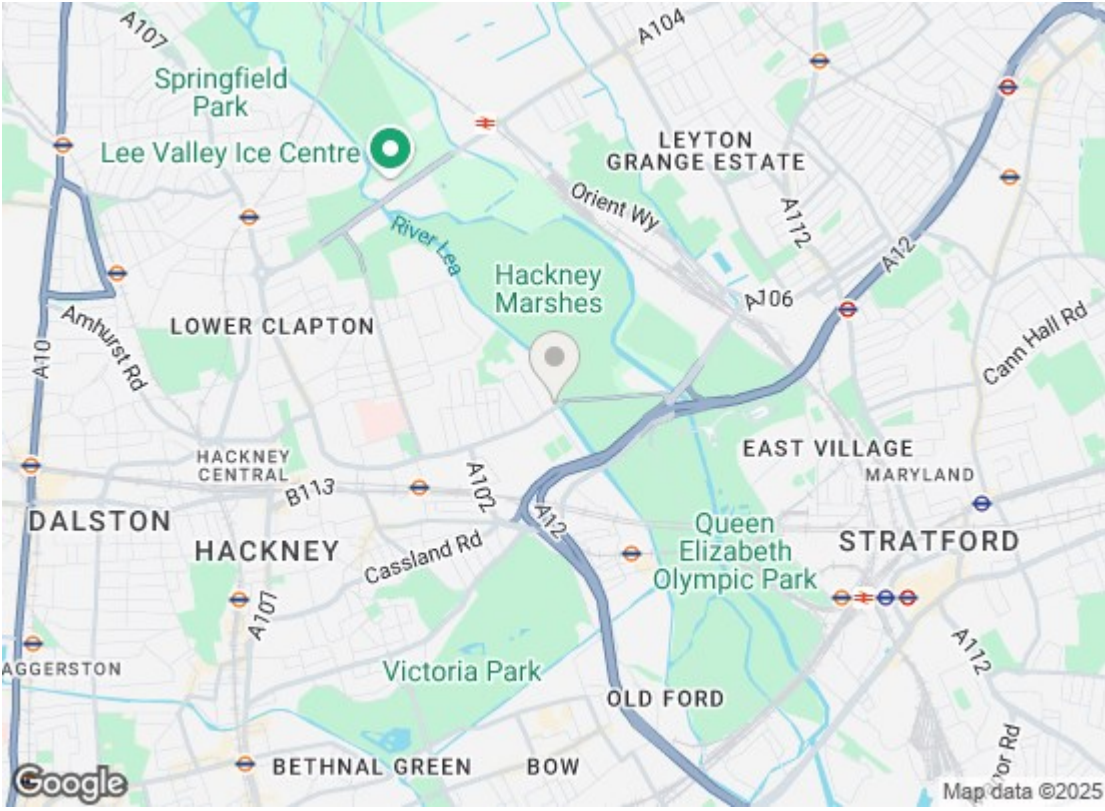 A107
A104
Springfield
Park
Lee Valley Ice Centre
LEYTON
GRANGE ESTATE
Orient Wy
A112
River Lea
A12
Hackney
Marshes
A106
Amhurst Rd
A10
LOWER CLAPTON
Cann Hall Rd
HACKNEY
CENTRAL
EAST VILLAGE
MARYLAND
B113
A102
A12
DALSTON
HACKNEY
Cassland Rd
Queen
Elizabeth
Olympic Park
STRATFORD
A107
A112
AGGERSTON
Victoria Park
OLD FORD
BETHNAL GREEN
BOW
Google
Map data ©2025